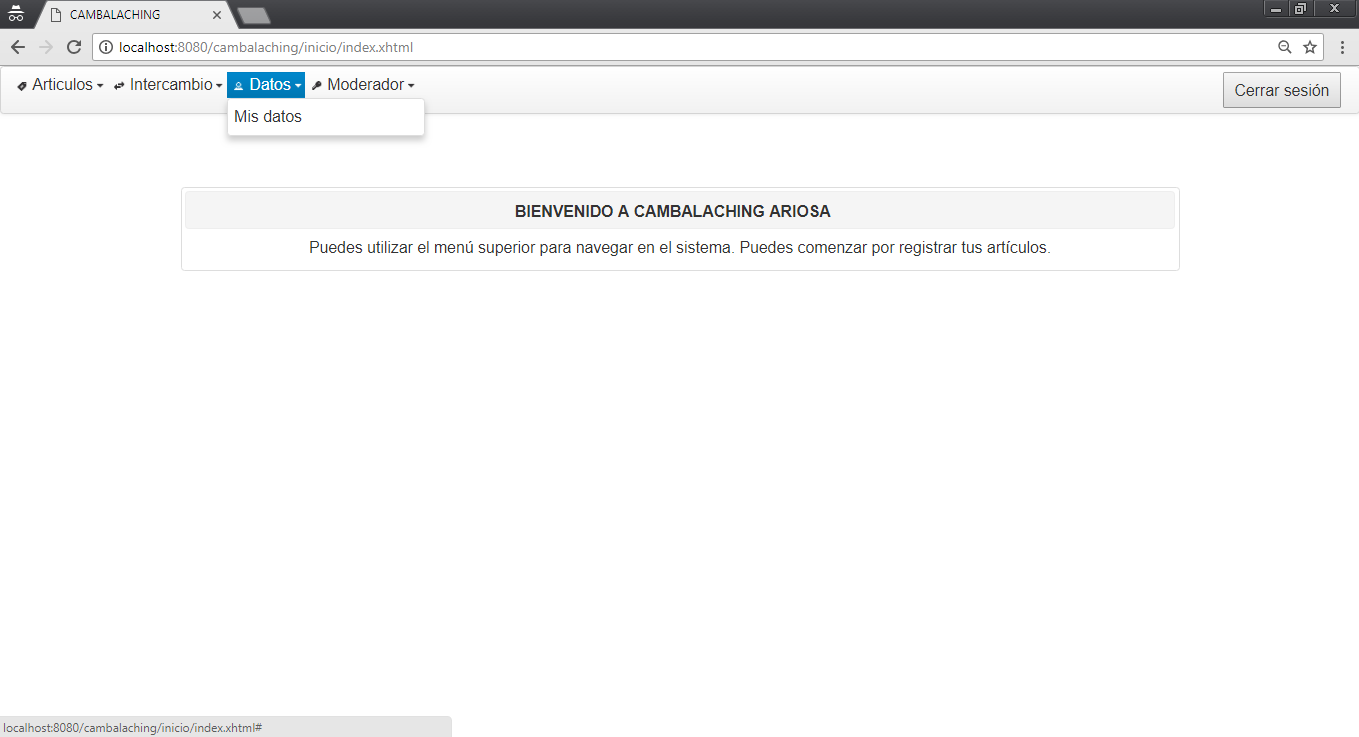 CAMBALACHING
localhost:8080/cambalaching/inicio/index.xhtml
Articulos Intercambio Datos Moderador Cerrar sesión
Mis datos
BIENVENIDO A CAMBALACHING ARIOSA
Puedes utilizar el menú superior para navegar en el sistema. Puedes comenzar por registrar tus artículos.
localhost:8080/cambalaching/inicio/index.xhtml#